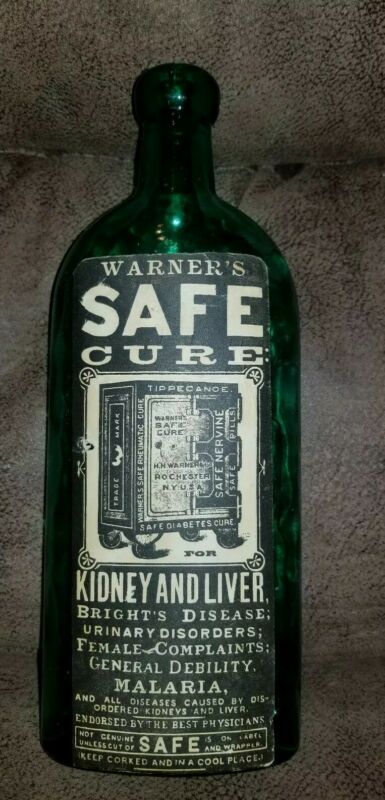 WARNER'S
SAFE
CURE:
TIPPECANOE.
TRADE MARK
WARNER'S SAFE RHEUMATIC CURE
WARNER'S
SAFE
CURE
H.H. WARNER
ROCHESTER
N.Y. U.S.A.
SAFE NERVINE
SAFE PILLS
SAFE DIABETES CURE
FOR
KIDNEY AND LIVER,
BRIGHT'S DISEASE;
URINARY DISORDERS;
FEMALE COMPLAINTS;
GENERAL DEBILITY,
MALARIA,
AND ALL DISEASES CAUSED BY DIS-
ORDERED KIDNEYS AND LIVER.
ENDORSED BY THE BEST PHYSICIANS.
NOT GENUINE UNLESS CUT OF SAFE IS ON LABEL AND WRAPPER.
(KEEP CORKED AND IN A COOL PLACE.)